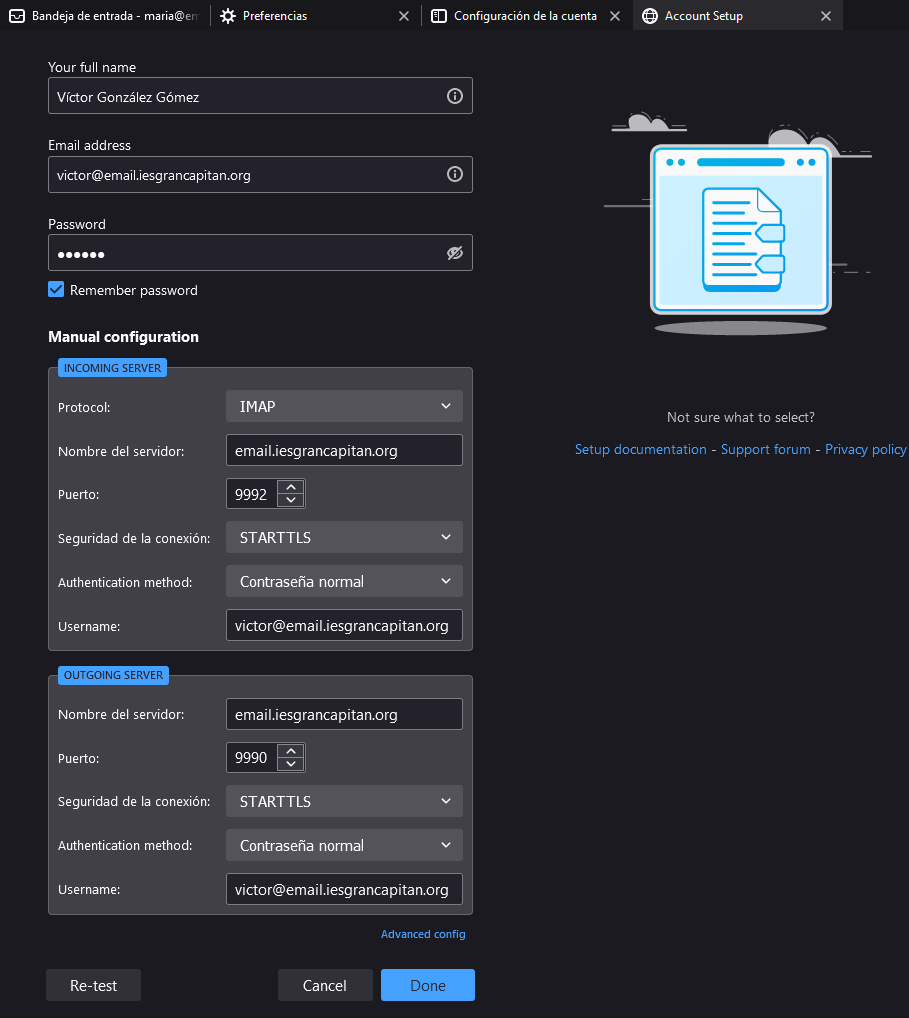 Bandeja de entrada - maria@em
Preferencias
Configuración de la cuenta
Account Setup
Your full name
Víctor González Gómez
Email address
victor@email.iesgrancapitan.org
Password
••••••
Remember password
Manual configuration
INCOMING SERVER
Protocol: IMAP
Nombre del servidor: email.iesgrancapitan.org
Puerto: 9992
Seguridad de la conexión: STARTTLS
Authentication method: Contraseña normal
Username: victor@email.iesgrancapitan.org
OUTGOING SERVER
Nombre del servidor: email.iesgrancapitan.org
Puerto: 9990
Seguridad de la conexión: STARTTLS
Authentication method: Contraseña normal
Username: victor@email.iesgrancapitan.org
Advanced config
Re-test
Cancel
Done
Not sure what to select?
Setup documentation - Support forum - Privacy policy